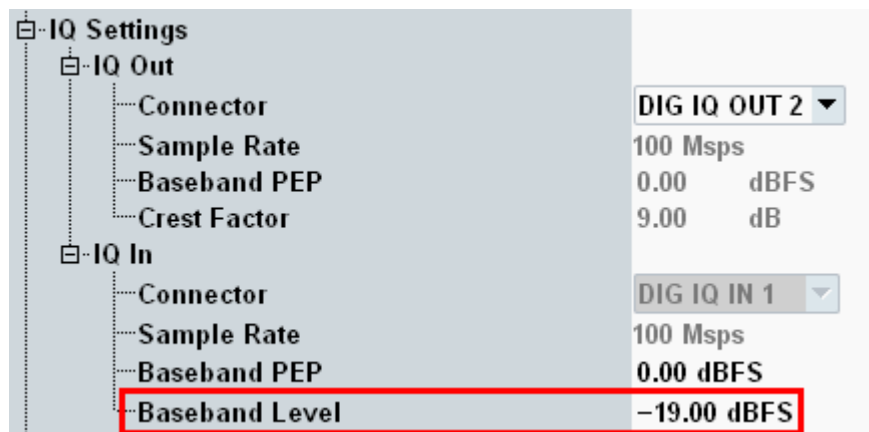 IQ Settings
IQ Out
Connector DIG IQ OUT 2
Sample Rate 100 Msps
Baseband PEP 0.00 dBFS
Crest Factor 9.00 dB
IQ In
Connector DIG IQ IN 1
Sample Rate 100 Msps
Baseband PEP 0.00 dBFS
Baseband Level −19.00 dBFS